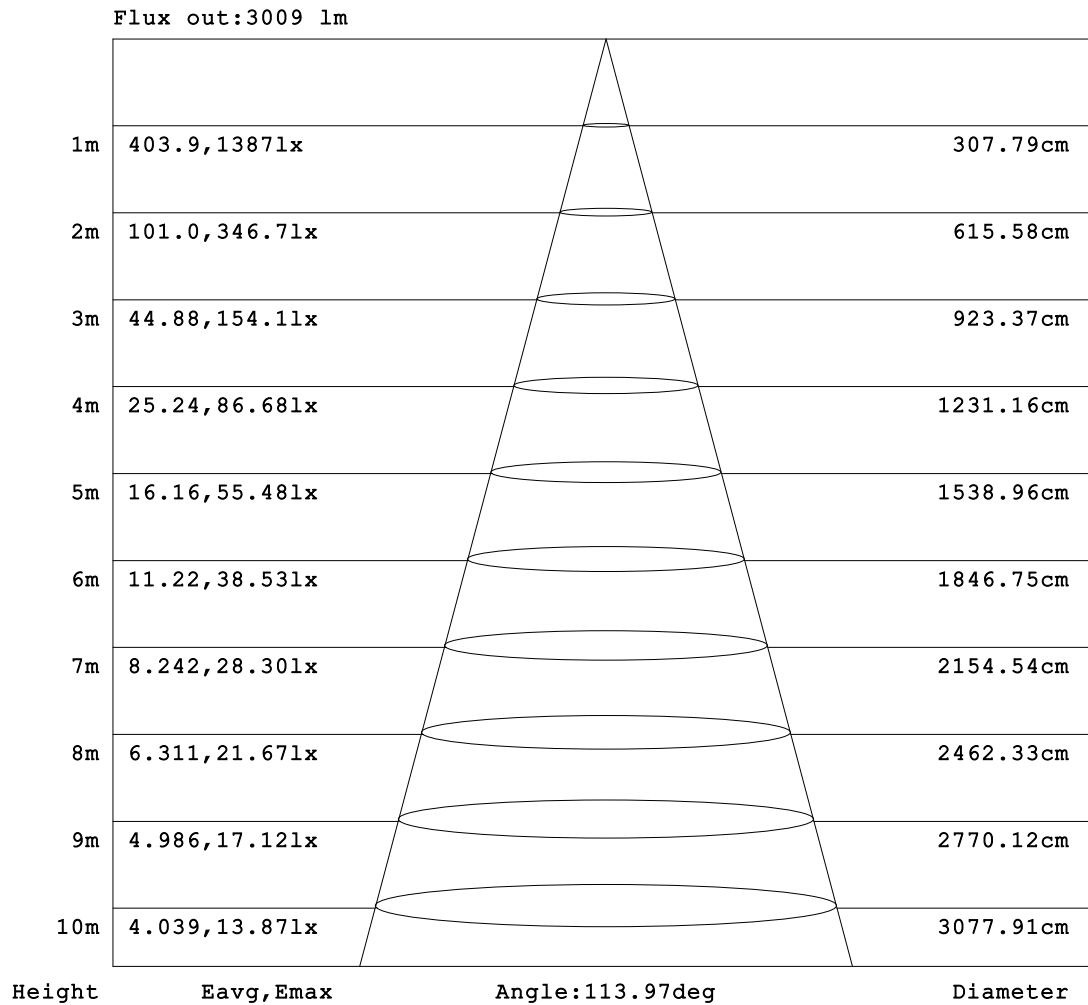 Flux out:3009 lm
1m 403.9,1387lx 307.79cm
2m 101.0,346.7lx 615.58cm
3m 44.88,154.1lx 923.37cm
4m 25.24,86.68lx 1231.16cm
5m 16.16,55.48lx 1538.96cm
6m 11.22,38.53lx 1846.75cm
7m 8.242,28.30lx 2154.54cm
8m 6.311,21.67lx 2462.33cm
9m 4.986,17.12lx 2770.12cm
10m 4.039,13.87lx 3077.91cm
Height Eavg,Emax Angle:113.97deg Diameter